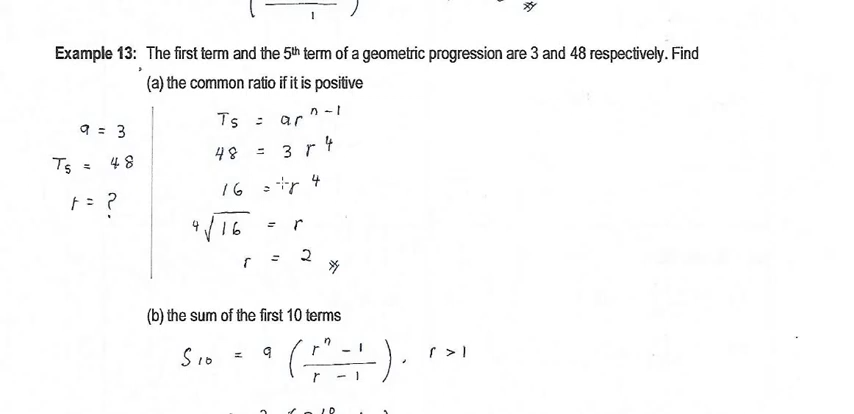 1
Example 13: The first term and the 5th term of a geometric progression are 3 and 48 respectively. Find
(a) the common ratio if it is positive
a = 3
T5 = 48
r = ?
T5 = ar^n-1
48 = 3 r^4
16 = r^4
4√16 = r
r = 2
(b) the sum of the first 10 terms
S10 = a ( r^n - 1 / r - 1 ), r > 1